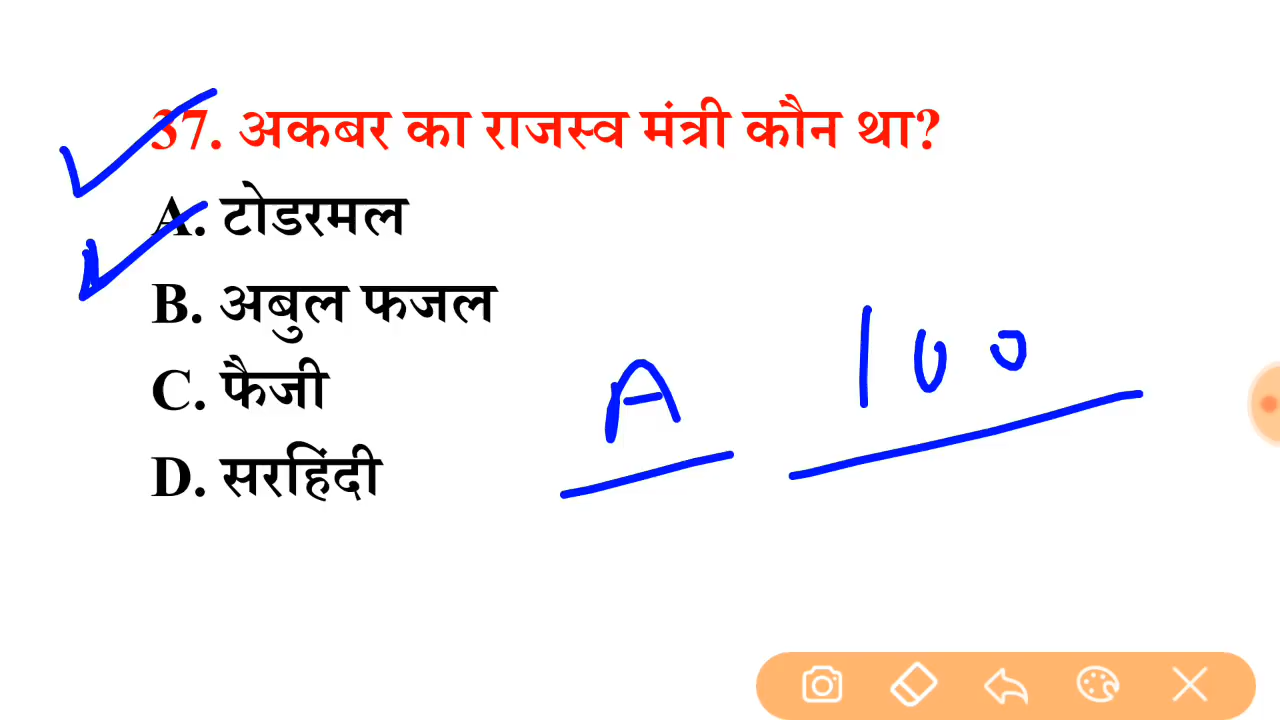 37. अकबर का राजस्व मंत्री कौन था?
A. टोडरमल
B. अबुल फजल
C. फैजी
D. सरहिंदी
A 100